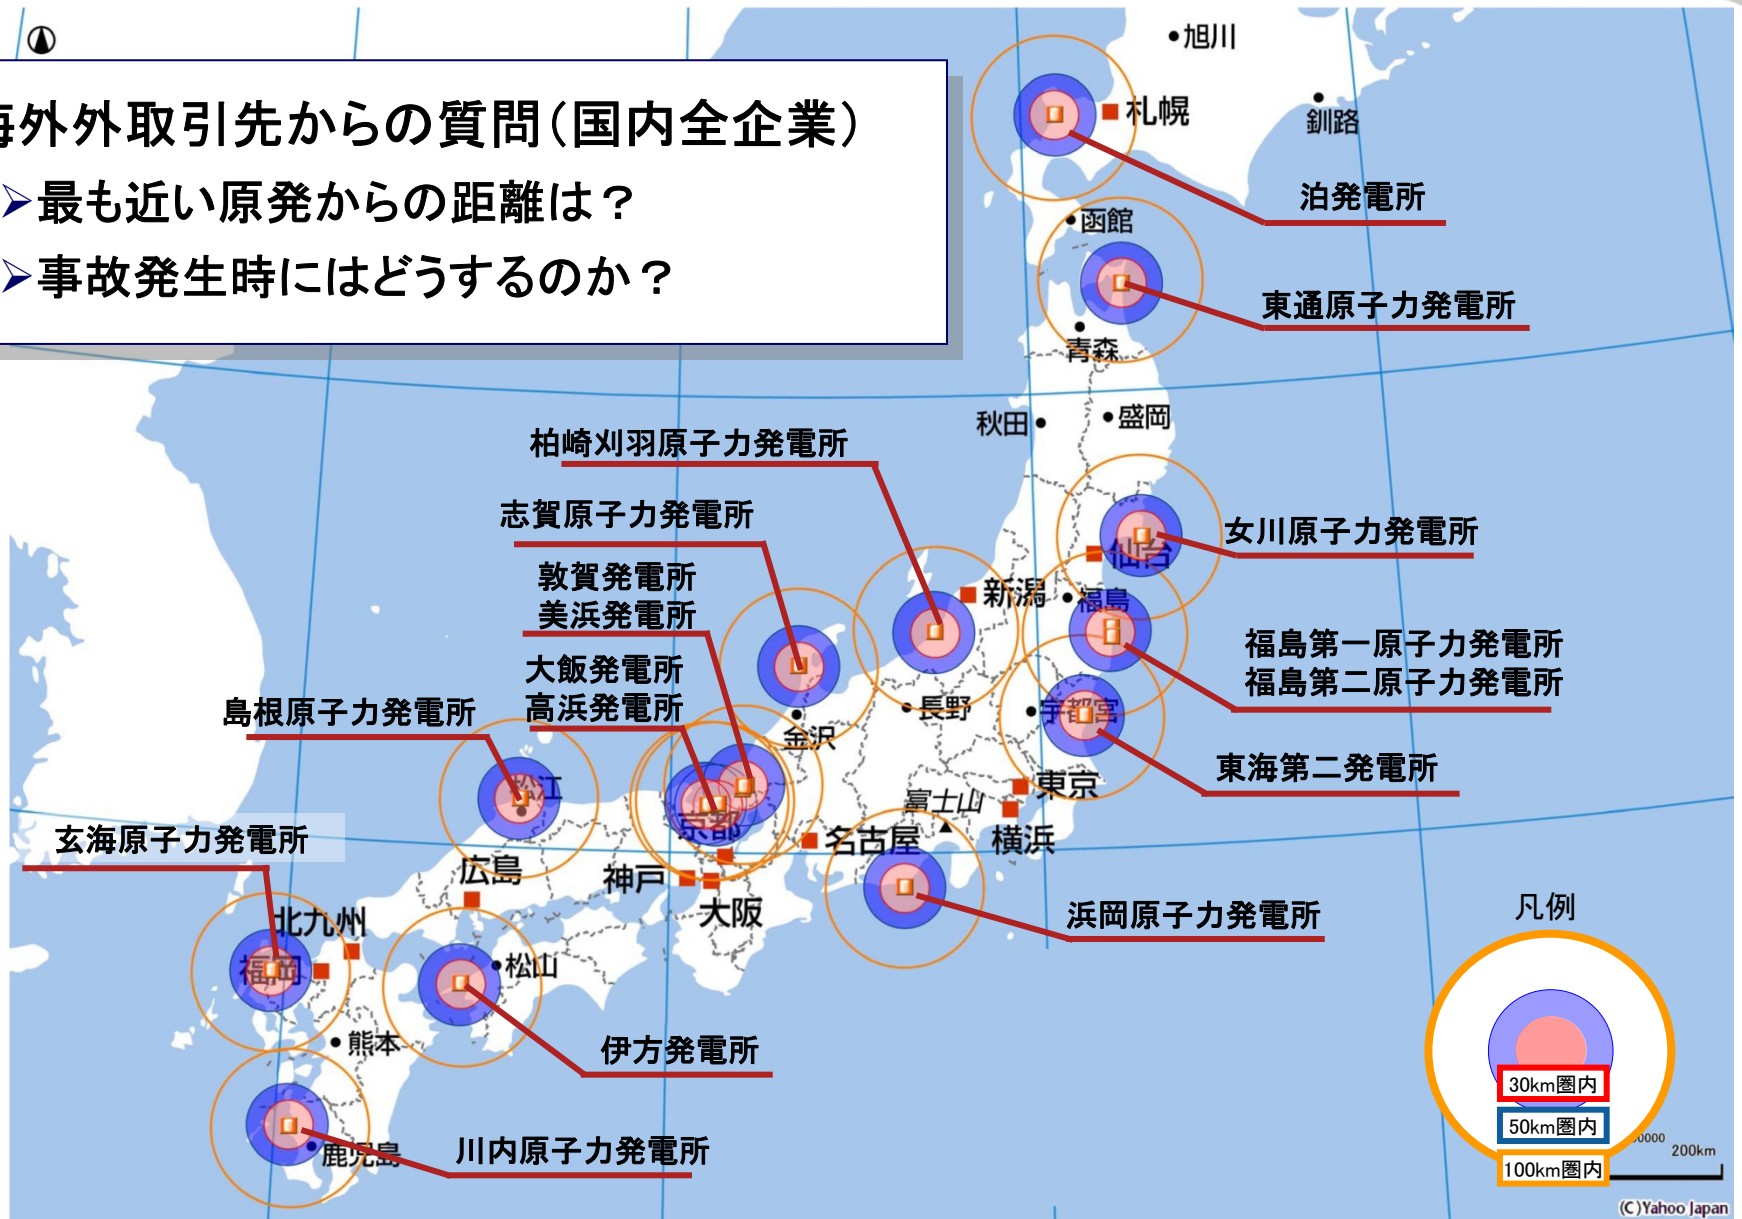 海外外取引先からの質問(国内全企業)
➢最も近い原発からの距離は？
➢事故発生時にはどうするのか？
旭川
札幌
釧路
泊発電所
函館
東通原子力発電所
青森
秋田
盛岡
柏崎刈羽原子力発電所
志賀原子力発電所
女川原子力発電所
仙台
敦賀発電所
美浜発電所
新潟
福島
福島第一原子力発電所
福島第二原子力発電所
大飯発電所
高浜発電所
島根原子力発電所
長野
宇都宮
金沢
東海第二発電所
松江
東京
富士山
京都
名古屋
横浜
玄海原子力発電所
広島
神戸
大阪
浜岡原子力発電所
凡例
北九州
福岡
松山
熊本
伊方発電所
30km圏内
50km圏内
100km圏内
0000
200km
鹿児島
川内原子力発電所
(C)Yahoo Japan